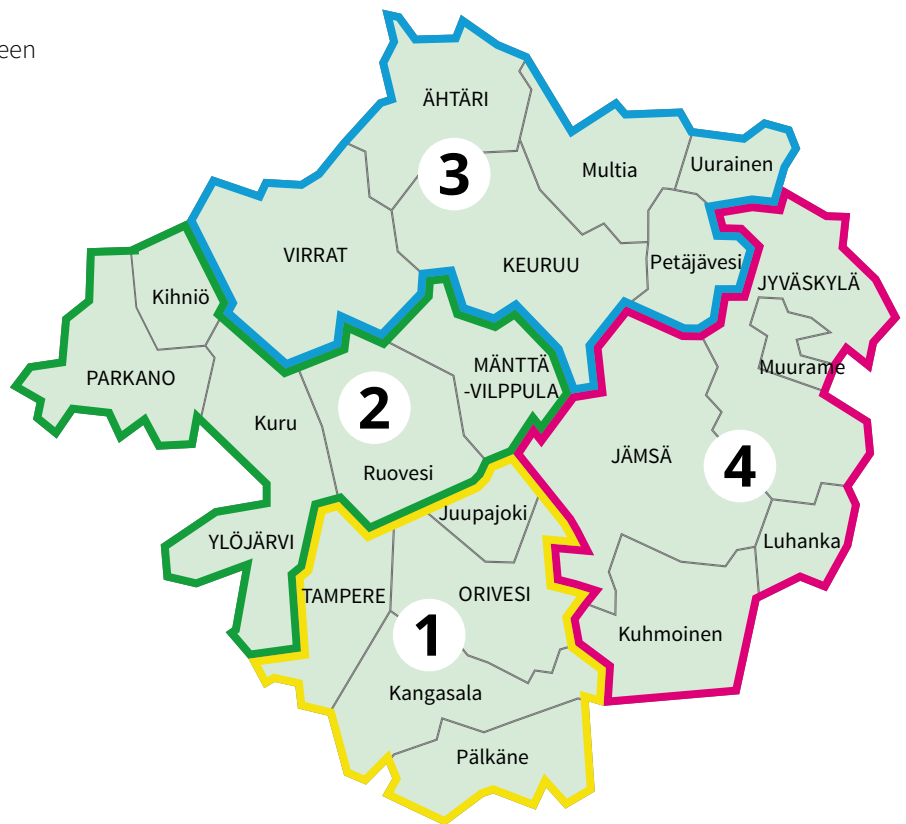 een
ÄHTÄRI
3
Multia
Uurainen
VIRRAT
KEURUU
Petäjävesi
JYVÄSKYLÄ
Kihniö
PARKANO
MÄNTTÄ
-VILPPULA
Muurame
2
Kuru
Ruovesi
JÄMSÄ
4
Juupajoki
YLÖJÄRVI
Luhanka
TAMPERE
ORIVESI
1
Kuhmoinen
Kangasala
Pälkäne